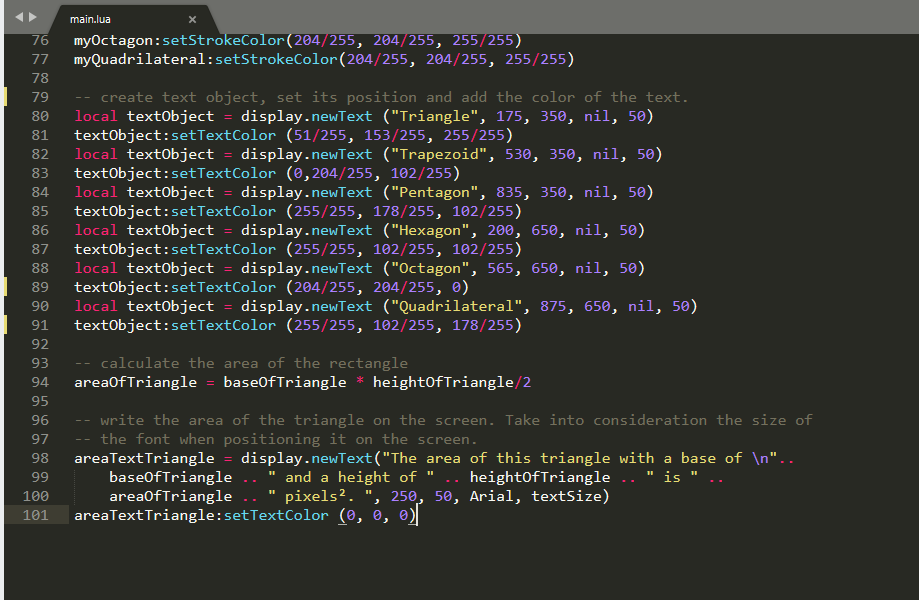 main.lua
76 myOctagon:setStrokeColor(204/255, 204/255, 255/255)
77 myQuadrilateral:setStrokeColor(204/255, 204/255, 255/255)
78
79 -- create text object, set its position and add the color of the text.
80 local textObject = display.newText ("Triangle", 175, 350, nil, 50)
81 textObject:setTextColor (51/255, 153/255, 255/255)
82 local textObject = display.newText ("Trapezoid", 530, 350, nil, 50)
83 textObject:setTextColor (0,204/255, 102/255)
84 local textObject = display.newText ("Pentagon", 835, 350, nil, 50)
85 textObject:setTextColor (255/255, 178/255, 102/255)
86 local textObject = display.newText ("Hexagon", 200, 650, nil, 50)
87 textObject:setTextColor (255/255, 102/255, 102/255)
88 local textObject = display.newText ("Octagon", 565, 650, nil, 50)
89 textObject:setTextColor (204/255, 204/255, 0)
90 local textObject = display.newText ("Quadrilateral", 875, 650, nil, 50)
91 textObject:setTextColor (255/255, 102/255, 178/255)
92
93 -- calculate the area of the rectangle
94 areaOfTriangle = baseOfTriangle * heightOfTriangle/2
95
96 -- write the area of the triangle on the screen. Take into consideration the size of
97 -- the font when positioning it on the screen.
98 areaTextTriangle = display.newText("The area of this triangle with a base of \n"..
99 baseOfTriangle .. " and a height of " .. heightOfTriangle .. " is " ..
100 areaOfTriangle .. " pixels². ", 250, 50, Arial, textSize)
101 areaTextTriangle:setTextColor (0, 0, 0)